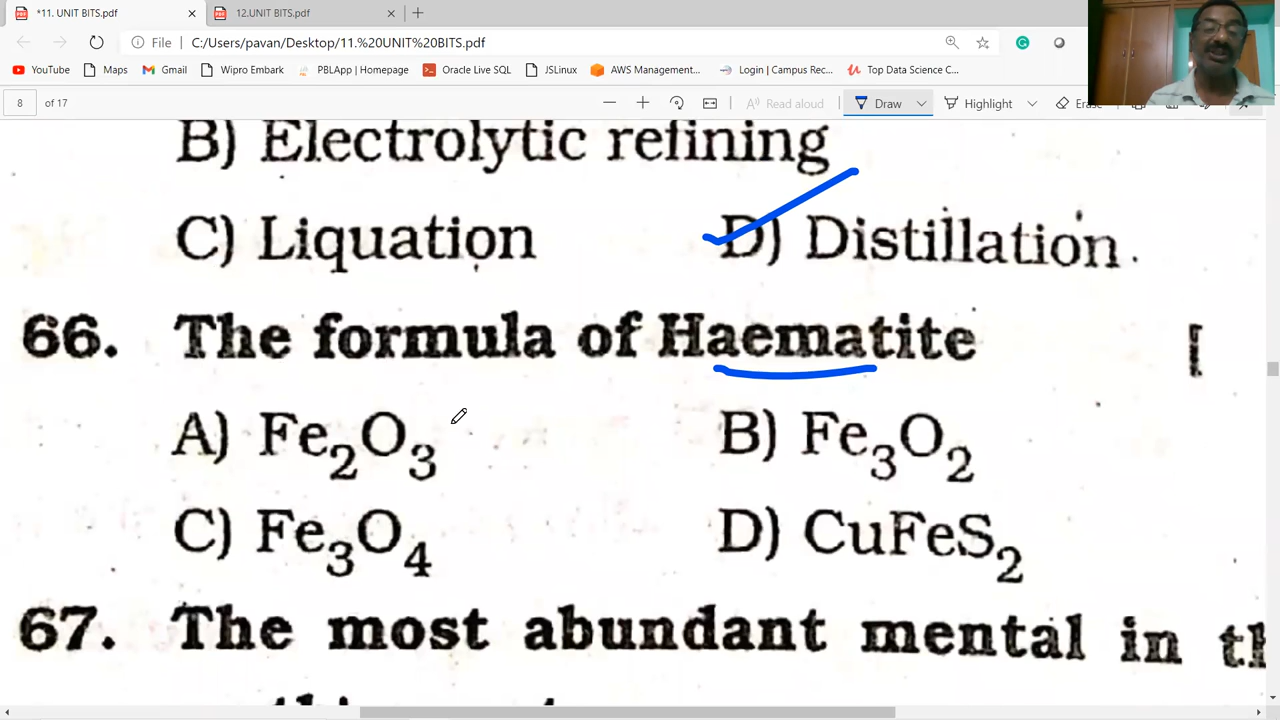 *11. UNIT BITS.pdf
12.UNIT BITS.pdf
File C:/Users/pavan/Desktop/11.%20UNIT%20BITS.pdf
YouTube Maps Gmail Wipro Embark PBLApp | Homepage Oracle Live SQL JSLinux AWS Management... Login | Campus Rec... Top Data Science C...
8 of 17 Read aloud Draw Highlight Erase
B) Electrolytic refining
C) Liquation D) Distillation.
66. The formula of Haematite [
A) Fe₂O₃ B) Fe₃O₂
C) Fe₃O₄ D) CuFeS₂
67. The most abundant mental in